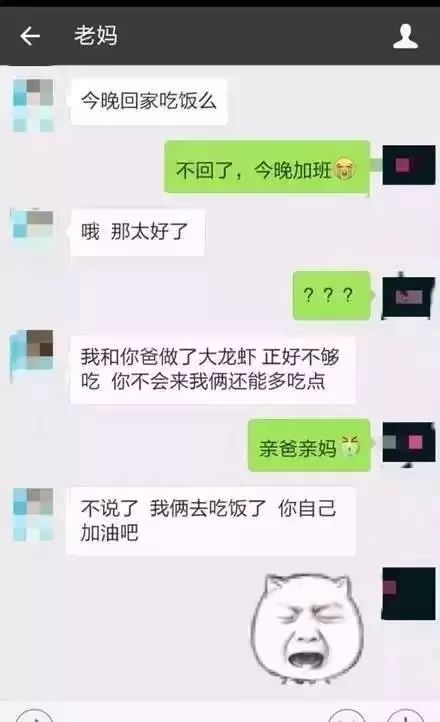 老妈
今晚回家吃饭么
不回了，今晚加班
哦 那太好了
？？？
我和你爸做了大龙虾 正好不够
吃 你不会来我俩还能多吃点
亲爸亲妈
不说了 我俩去吃饭了 你自己
加油吧